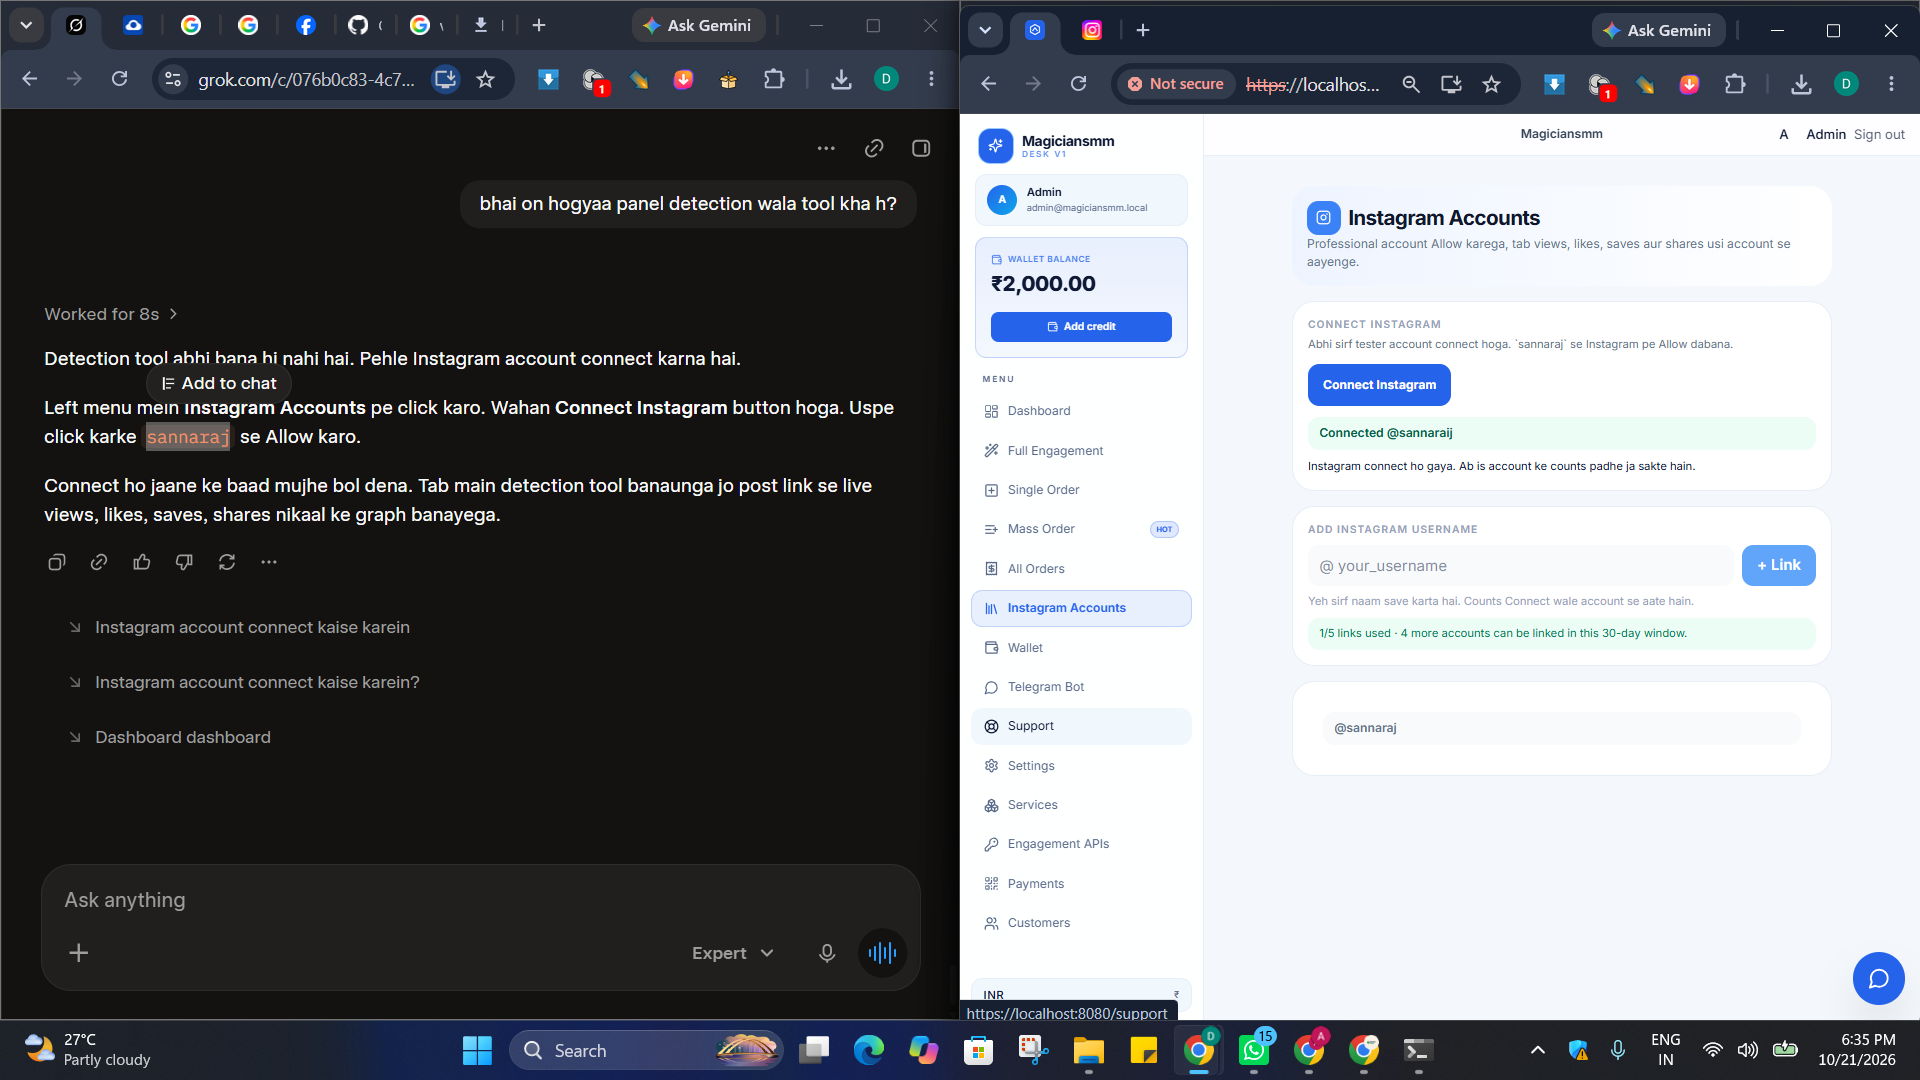 Ask Gemini
grok.com/c/076b0c83-4c7...
1
D
bhai on hogyaa panel detection wala tool kha h?
Worked for 8s
Detection tool abhi bana hi nahi hai. Pehle Instagram account connect karna hai.
Add to chat
Left menu mein Instagram Accounts pe click karo. Wahan Connect Instagram button hoga. Uspe
click karke sannaraj se Allow karo.
Connect ho jaane ke baad mujhe bol dena. Tab main detection tool banaunga jo post link se live
views, likes, saves, shares nikaal ke graph banayega.
Instagram account connect kaise karein
Instagram account connect kaise karein?
Dashboard dashboard
Ask anything
Expert
Ask Gemini
Not secure
https://localhos...
1
D
Magiciansmm
DESK V1
A
Admin
admin@magiciansmm.local
WALLET BALANCE
₹2,000.00
Add credit
MENU
Dashboard
Full Engagement
Single Order
Mass Order
HOT
All Orders
Instagram Accounts
Wallet
Telegram Bot
Support
Settings
Services
Engagement APIs
Payments
Customers
INR
₹
https://localhost:8080/support
Magiciansmm
A
Admin
Sign out
Instagram Accounts
Professional account Allow karega, tab views, likes, saves aur shares usi account se
aayenge.
CONNECT INSTAGRAM
Abhi sirf tester account connect hoga. `sannaraj` se Instagram pe Allow dabana.
Connect Instagram
Connected @sannaraij
Instagram connect ho gaya. Ab is account ke counts padhe ja sakte hain.
ADD INSTAGRAM USERNAME
@ your_username
+ Link
Yeh sirf naam save karta hai. Counts Connect wale account se aate hain.
1/5 links used · 4 more accounts can be linked in this 30-day window.
@sannaraj
27°C
Partly cloudy
Search
D
15
A
ENG
IN
6:35 PM
10/21/2026